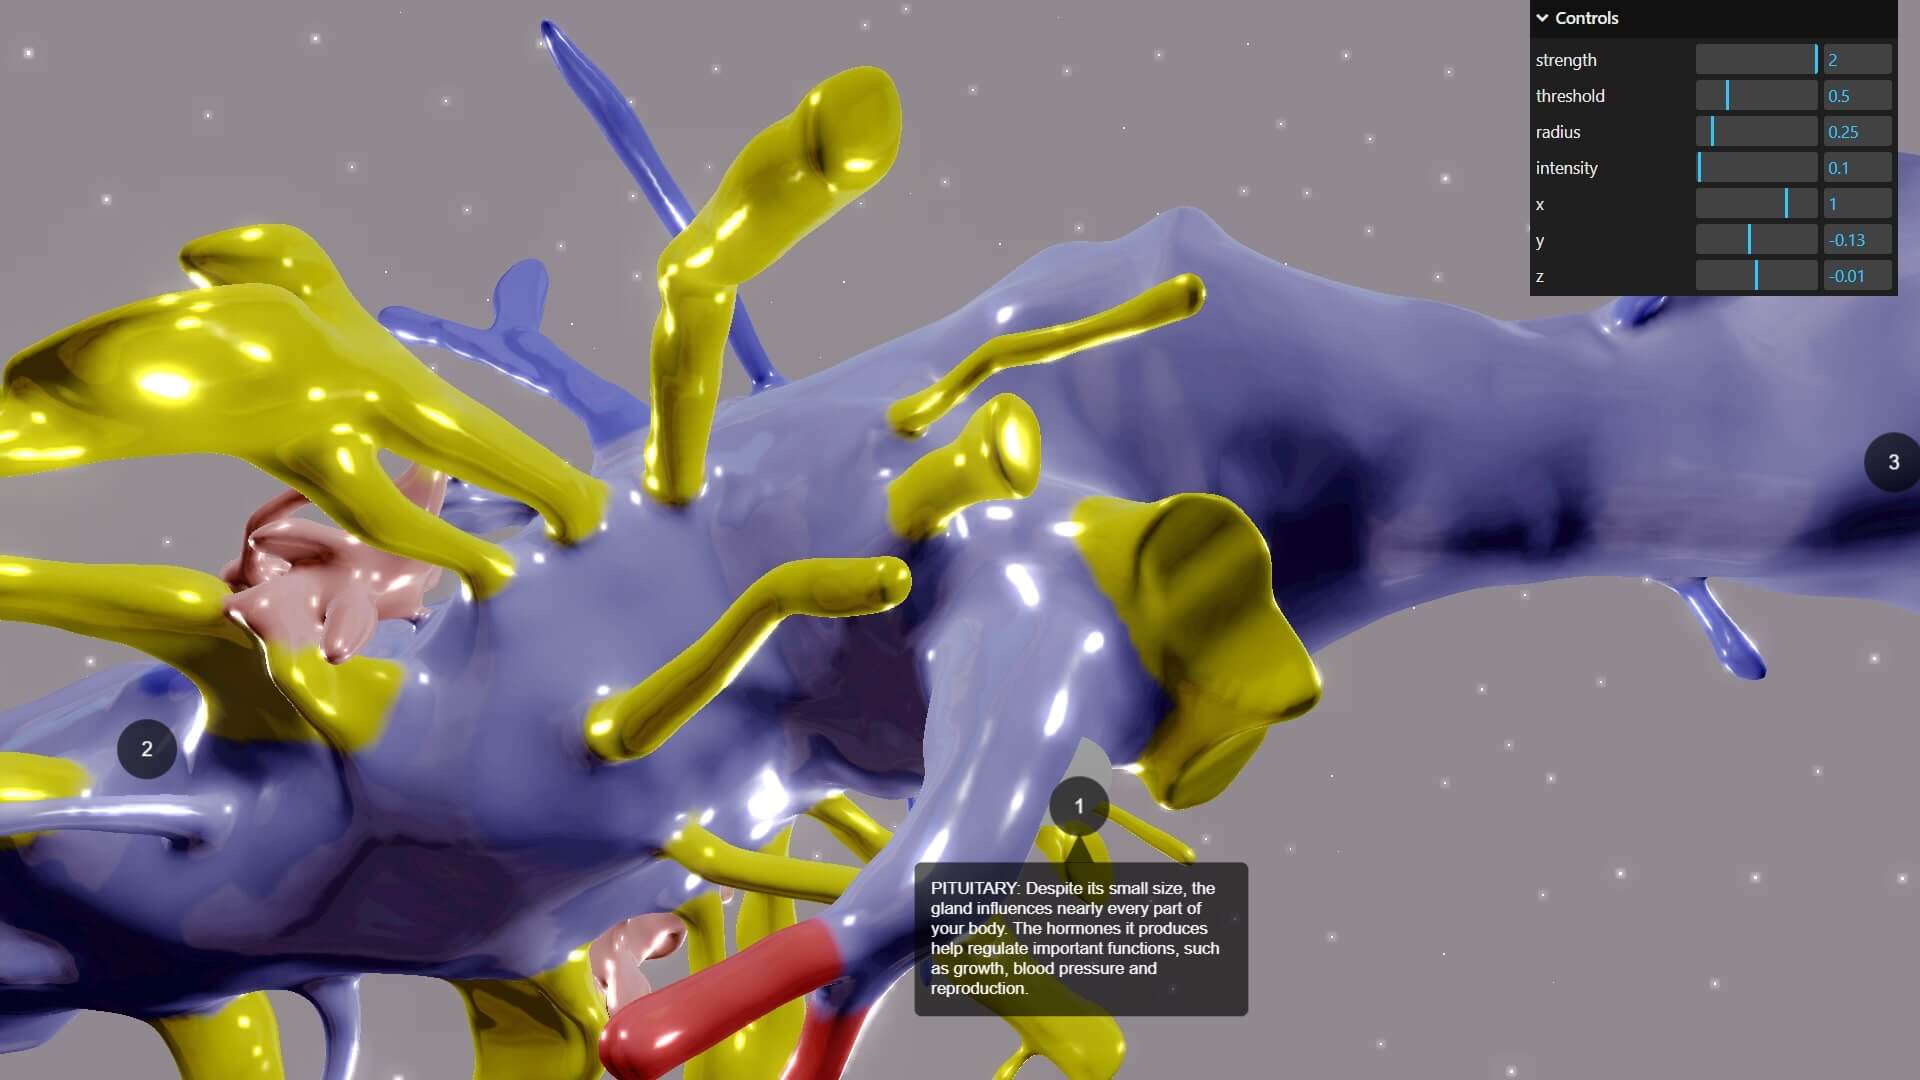 Controls
strength 2
threshold 0.5
radius 0.25
intensity 0.1
x 1
y -0.13
z -0.01
3
2
1
PITUITARY: Despite its small size, the
gland influences nearly every part of
your body. The hormones it produces
help regulate important functions, such
as growth, blood pressure and
reproduction.